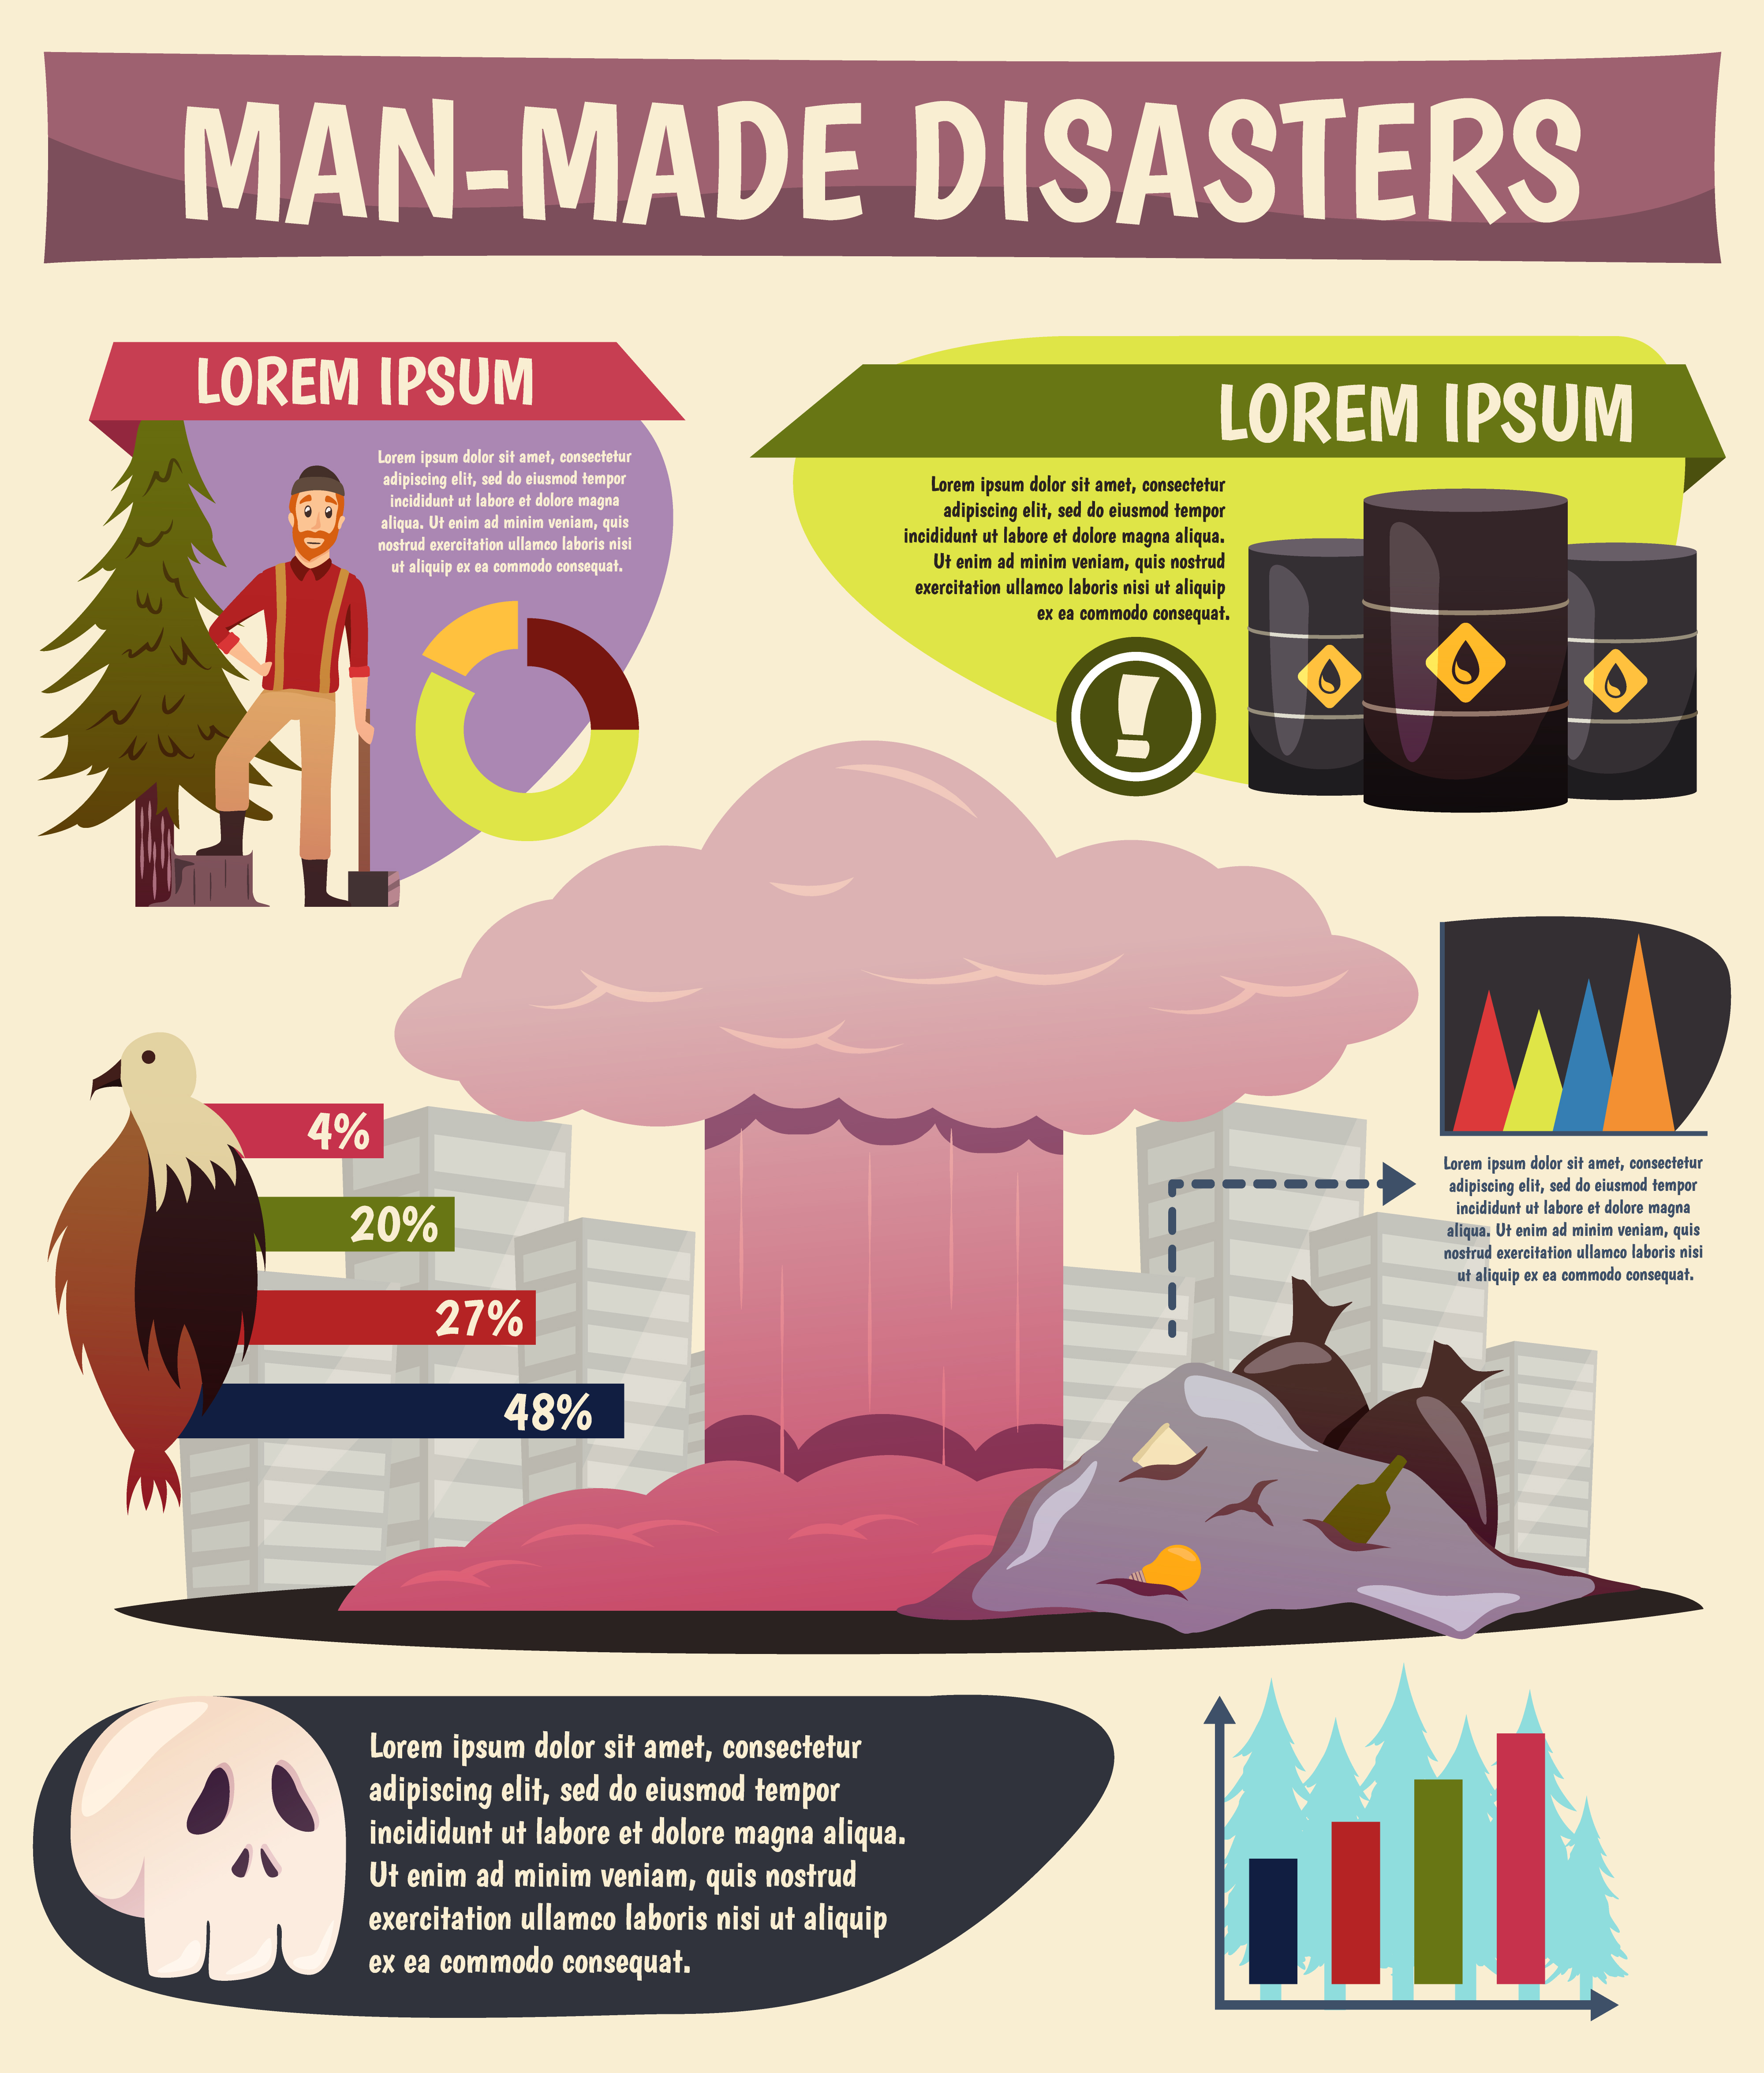 MAN-MADE DISASTERS
LOREM IPSUM
Lorem ipsum dolor sit amet, consectetur
adipiscing elit, sed do eiusmod tempor
incididunt ut labore et dolore magna
aliqua. Ut enim ad minim veniam, quis
nostrud exercitation ullamco laboris nisi
ut aliquip ex ea commodo consequat.
LOREM IPSUM
Lorem ipsum dolor sit amet, consectetur
adipiscing elit, sed do eiusmod tempor
incididunt ut labore et dolore magna aliqua.
Ut enim ad minim veniam, quis nostrud
exercitation ullamco laboris nisi ut aliquip
ex ea commodo consequat.
!
4%
20%
27%
48%
Lorem ipsum dolor sit amet, consectetur
adipiscing elit, sed do eiusmod tempor
incididunt ut labore et dolore magna
aliqua. Ut enim ad minim veniam, quis
nostrud exercitation ullamco laboris nisi
ut aliquip ex ea commodo consequat.
Lorem ipsum dolor sit amet, consectetur
adipiscing elit, sed do eiusmod tempor
incididunt ut labore et dolore magna aliqua.
Ut enim ad minim veniam, quis nostrud
exercitation ullamco laboris nisi ut aliquip
ex ea commodo consequat.